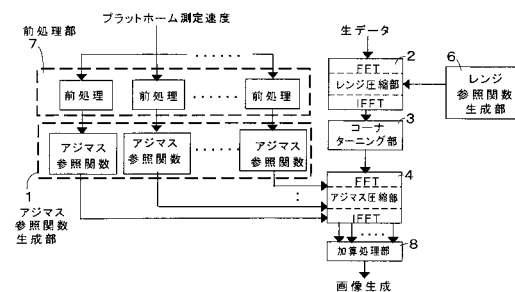 プラットホーム測定速度
前処理部
7
前処理
前処理
前処理
アジマス
参照関数
アジマス
参照関数
アジマス
参照関数
1
アジマス
参照関数
生成部
生データ
2
FFT
レンジ圧縮部
IFFT
6
レンジ
参照関数
生成部
3
コーナ
ターニング部
4
FFT
アジマス圧縮部
IFFT
8
加算処理部
画像生成